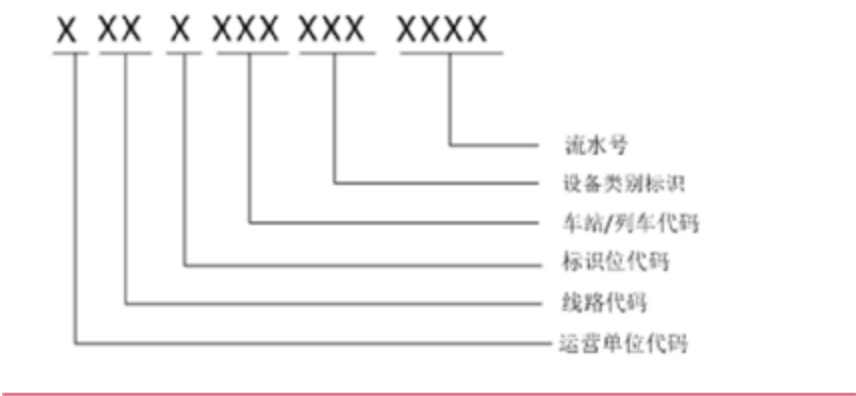 X XX X XXX XXX XXXX
流水号
设备类别标识
车站/列车代码
标识位代码
线路代码
运营单位代码